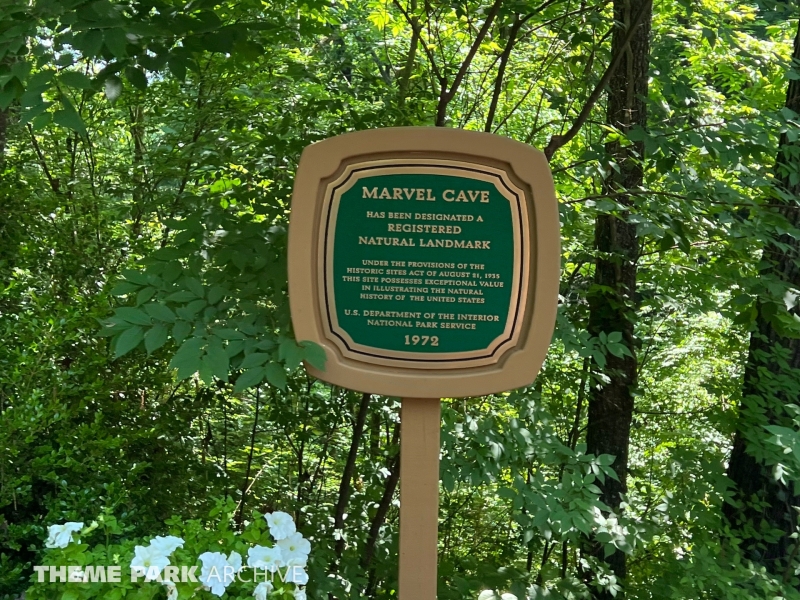 MARVEL CAVE
HAS BEEN DESIGNATED A
REGISTERED
NATURAL LANDMARK
UNDER THE PROVISIONS OF THE
HISTORIC SITES ACT OF AUGUST 21, 1935
THIS SITE POSSESSES EXCEPTIONAL VALUE
IN ILLUSTRATING THE NATURAL
HISTORY OF THE UNITED STATES
U.S. DEPARTMENT OF THE INTERIOR
NATIONAL PARK SERVICE
1972
THEME PARK ARCHIVE